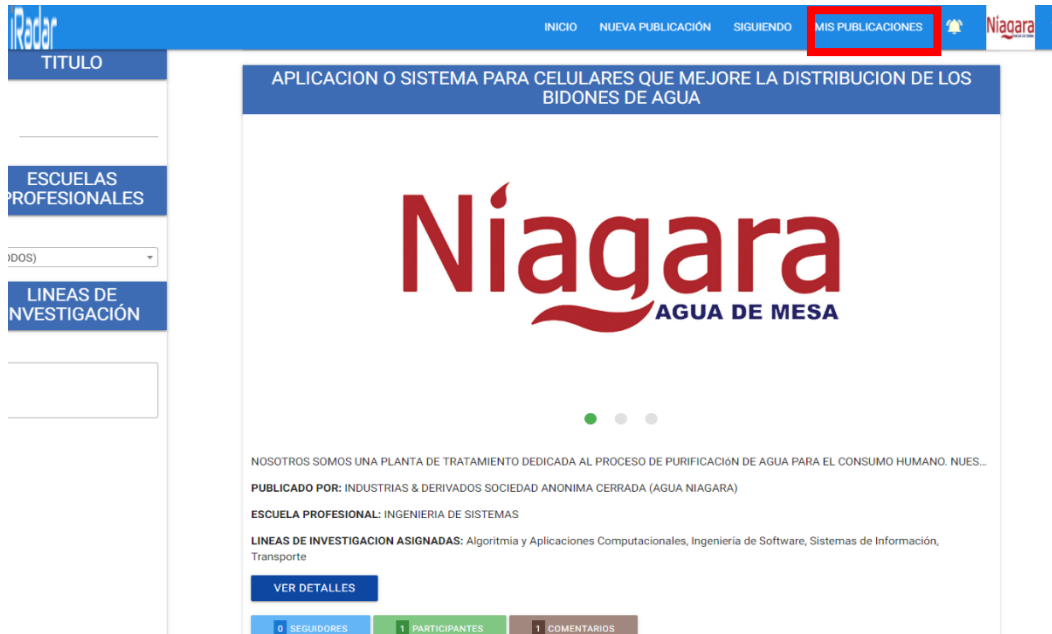 iRadar
INICIO NUEVA PUBLICACIÓN SIGUIENDO MIS PUBLICACIONES
Niagara
TITULO
ESCUELAS
PROFESIONALES
ODOS)
LINEAS DE
NVESTIGACIÓN
APLICACION O SISTEMA PARA CELULARES QUE MEJORE LA DISTRIBUCION DE LOS
BIDONES DE AGUA
Niagara
AGUA DE MESA
NOSOTROS SOMOS UNA PLANTA DE TRATAMIENTO DEDICADA AL PROCESO DE PURIFICACIóN DE AGUA PARA EL CONSUMO HUMANO. NUES...
PUBLICADO POR: INDUSTRIAS & DERIVADOS SOCIEDAD ANONIMA CERRADA (AGUA NIAGARA)
ESCUELA PROFESIONAL: INGENIERIA DE SISTEMAS
LINEAS DE INVESTIGACION ASIGNADAS: Algoritmia y Aplicaciones Computacionales, Ingeniería de Software, Sistemas de Información,
Transporte
VER DETALLES
0 SEGUIDORES 1 PARTICIPANTES 1 COMENTARIOS